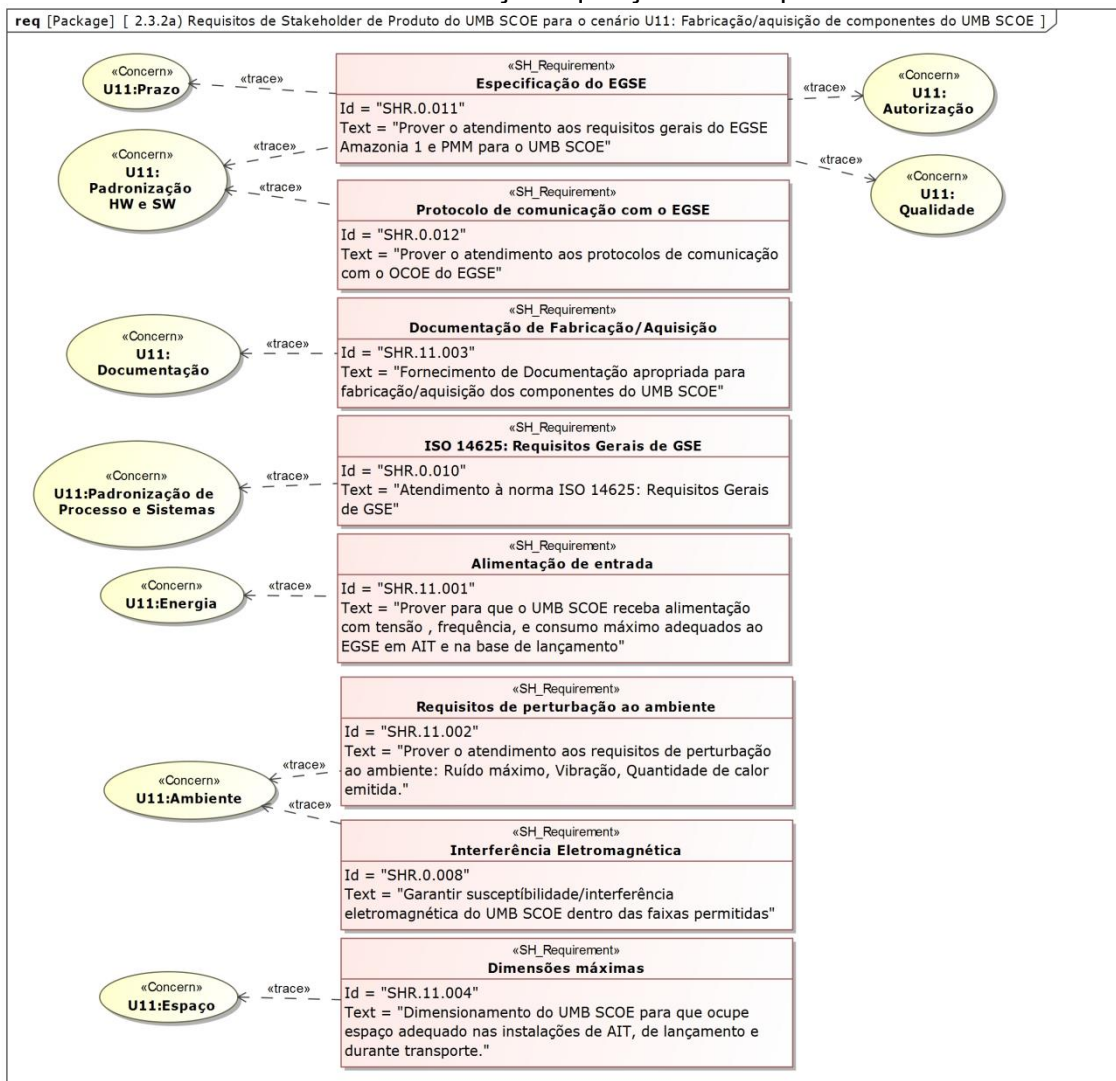 req [Package] [ 2.3.2a) Requisitos de Stakeholder de Produto do UMB SCOE para o cenário U11: Fabricação/aquisição de componentes do UMB SCOE ]
«Concern»
U11:Prazo
«trace»
«SH_Requirement»
Especificação do EGSE
Id = "SHR.0.011"
Text = "Prover o atendimento aos requisitos gerais do EGSE
Amazonia 1 e PMM para o UMB SCOE"
«trace»
«Concern»
U11:
Autorização
«Concern»
U11:
Padronização
HW e SW
«trace»
«trace»
«trace»
«Concern»
U11:
Qualidade
«SH_Requirement»
Protocolo de comunicação com o EGSE
Id = "SHR.0.012"
Text = "Prover o atendimento aos protocolos de comunicação
com o OCOE do EGSE"
«Concern»
U11:
Documentação
«trace»
«SH_Requirement»
Documentação de Fabricação/Aquisição
Id = "SHR.11.003"
Text = "Fornecimento de Documentação apropriada para
fabricação/aquisição dos componentes do UMB SCOE"
«Concern»
U11:Padronização de
Processo e Sistemas
«trace»
«SH_Requirement»
ISO 14625: Requisitos Gerais de GSE
Id = "SHR.0.010"
Text = "Atendimento à norma ISO 14625: Requisitos Gerais
de GSE"
«Concern»
U11:Energia
«trace»
«SH_Requirement»
Alimentação de entrada
Id = "SHR.11.001"
Text = "Prover para que o UMB SCOE receba alimentação
com tensão , frequência, e consumo máximo adequados ao
EGSE em AIT e na base de lançamento"
«Concern»
U11:Ambiente
«trace»
«trace»
«SH_Requirement»
Requisitos de perturbação ao ambiente
Id = "SHR.11.002"
Text = "Prover o atendimento aos requisitos de perturbação
ao ambiente: Ruído máximo, Vibração, Quantidade de calor
emitida."
«SH_Requirement»
Interferência Eletromagnética
Id = "SHR.0.008"
Text = "Garantir susceptíbilidade/interferência
eletromagnética do UMB SCOE dentro das faixas permitidas"
«Concern»
U11:Espaço
«trace»
«SH_Requirement»
Dimensões máximas
Id = "SHR.11.004"
Text = "Dimensionamento do UMB SCOE para que ocupe
espaço adequado nas instalações de AIT, de lançamento e
durante transporte."